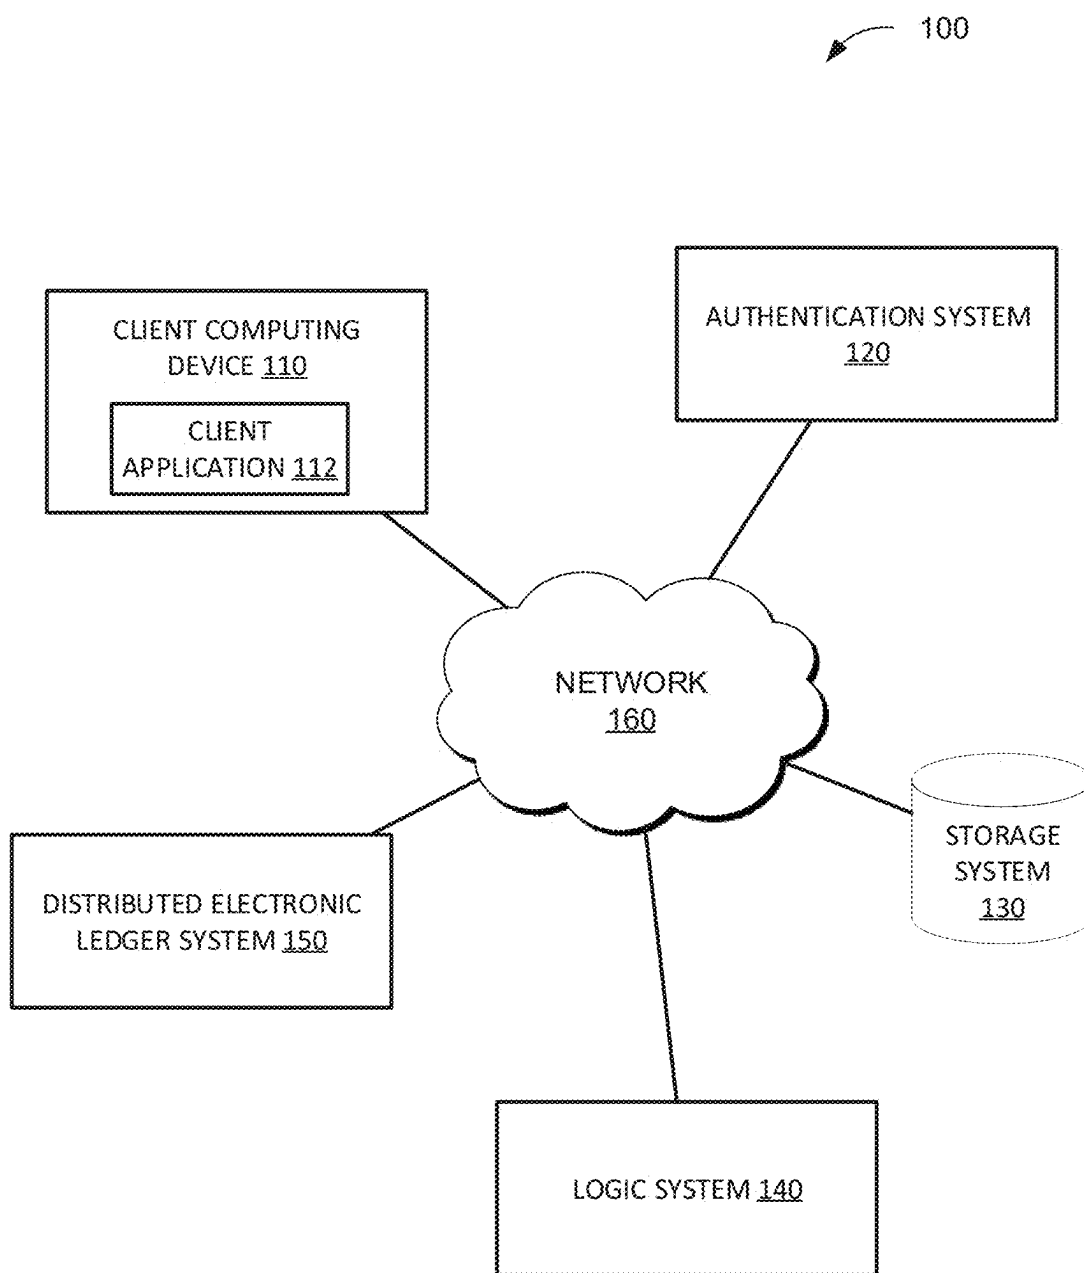 100
CLIENT COMPUTING
DEVICE 110
CLIENT
APPLICATION 112
AUTHENTICATION SYSTEM
120
NETWORK
160
STORAGE
SYSTEM
130
DISTRIBUTED ELECTRONIC
LEDGER SYSTEM 150
LOGIC SYSTEM 140